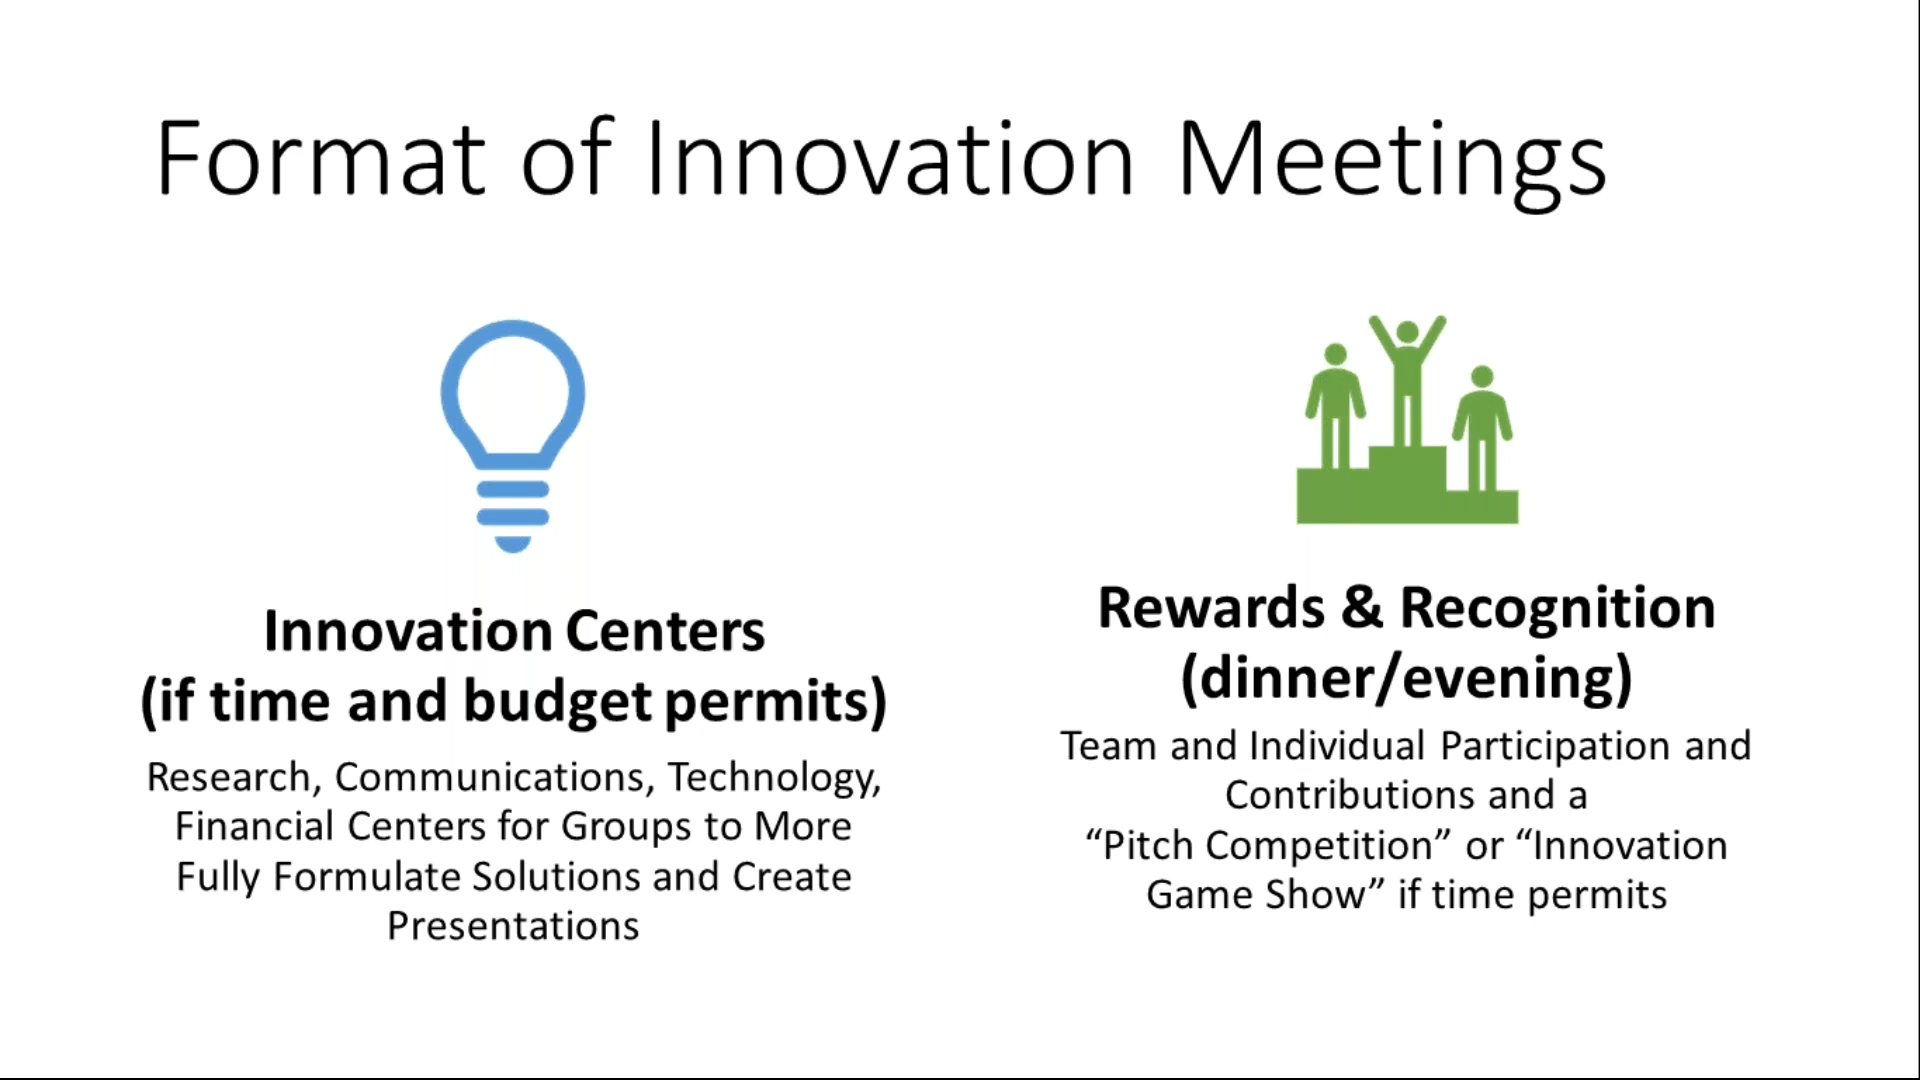 Format of Innovation Meetings
Innovation Centers
(if time and budget permits)
Research, Communications, Technology,
Financial Centers for Groups to More
Fully Formulate Solutions and Create
Presentations
Rewards & Recognition
(dinner/evening)
Team and Individual Participation and
Contributions and a
“Pitch Competition” or “Innovation
Game Show” if time permits